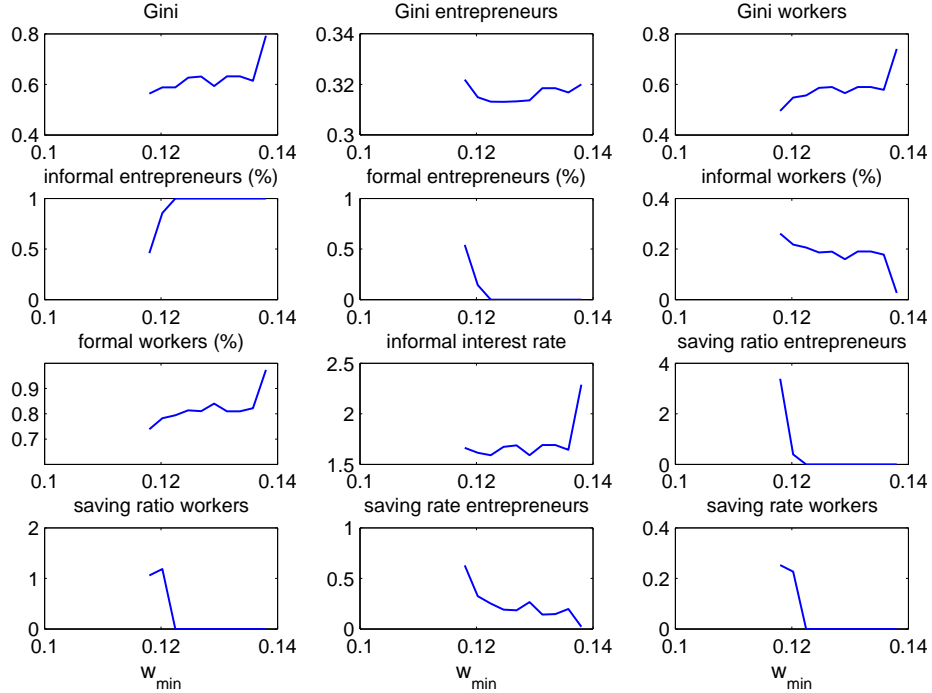 Gini
Gini entrepreneurs
Gini workers
0.8
0.6
0.4
0.1 0.12 0.14
0.34
0.32
0.3
0.1 0.12 0.14
0.8
0.6
0.4
0.1 0.12 0.14
informal entrepreneurs (%)
formal entrepreneurs (%)
informal workers (%)
1
0.5
0
0.1 0.12 0.14
1
0.5
0
0.1 0.12 0.14
0.4
0.2
0
0.1 0.12 0.14
formal workers (%)
informal interest rate
saving ratio entrepreneurs
0.9
0.8
0.7
0.1 0.12 0.14
2.5
2
1.5
0.1 0.12 0.14
4
2
0
0.1 0.12 0.14
saving ratio workers
saving rate entrepreneurs
saving rate workers
2
1
0
0.1 0.12 0.14
w_min
1
0.5
0
0.1 0.12 0.14
w_min
0.4
0.2
0
0.1 0.12 0.14
w_min